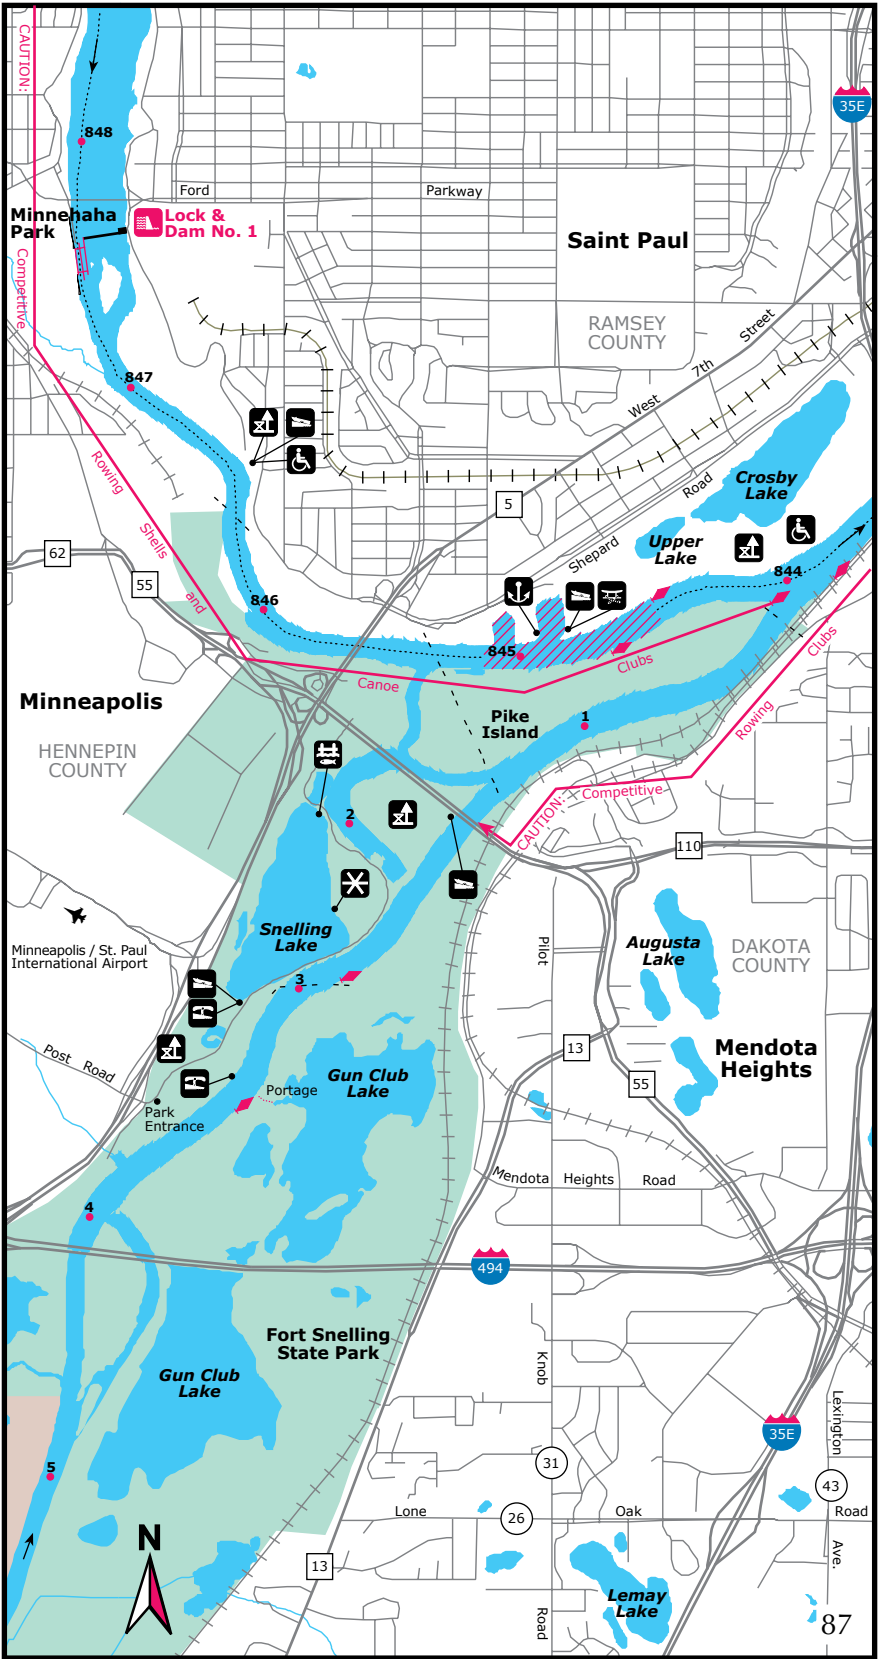 CAUTION:
35E
848
Ford
Parkway
Minnehaha
Park
Lock &
Dam No. 1
Saint Paul
Competitive
RAMSEY
COUNTY
West 7th Street
847
Rowing
Shells
and
5
Crosby
Lake
Road
Shepard
Upper
Lake
62
55
844
846
845
Canoe
Clubs
Clubs
Rowing
Minneapolis
HENNEPIN
COUNTY
Pike
Island
1
2
CAUTION:
Competitive
110
Snelling
Lake
Pilot
Augusta
Lake
DAKOTA
COUNTY
Minneapolis / St. Paul
International Airport
3
Post Road
Park
Entrance
Portage
Gun Club
Lake
13
55
Mendota
Heights
Mendota Heights Road
4
494
Fort Snelling
State Park
Gun Club
Lake
Knob
Lexington
35E
5
31
43
Lone
26
Oak
Road
N
13
Ave.
Lemay
Lake
Road
87